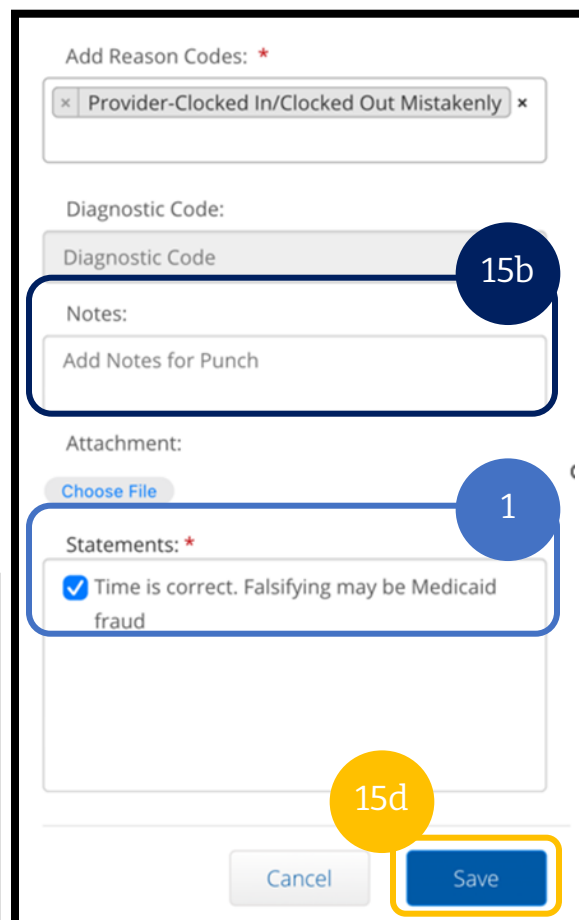 Add Reason Codes: *
× Provider-Clocked In/Clocked Out Mistakenly ×
Diagnostic Code:
Diagnostic Code
15b
Notes:
Add Notes for Punch
Attachment:
Choose File
1
Statements: *
Time is correct. Falsifying may be Medicaid
fraud
15d
Cancel Save